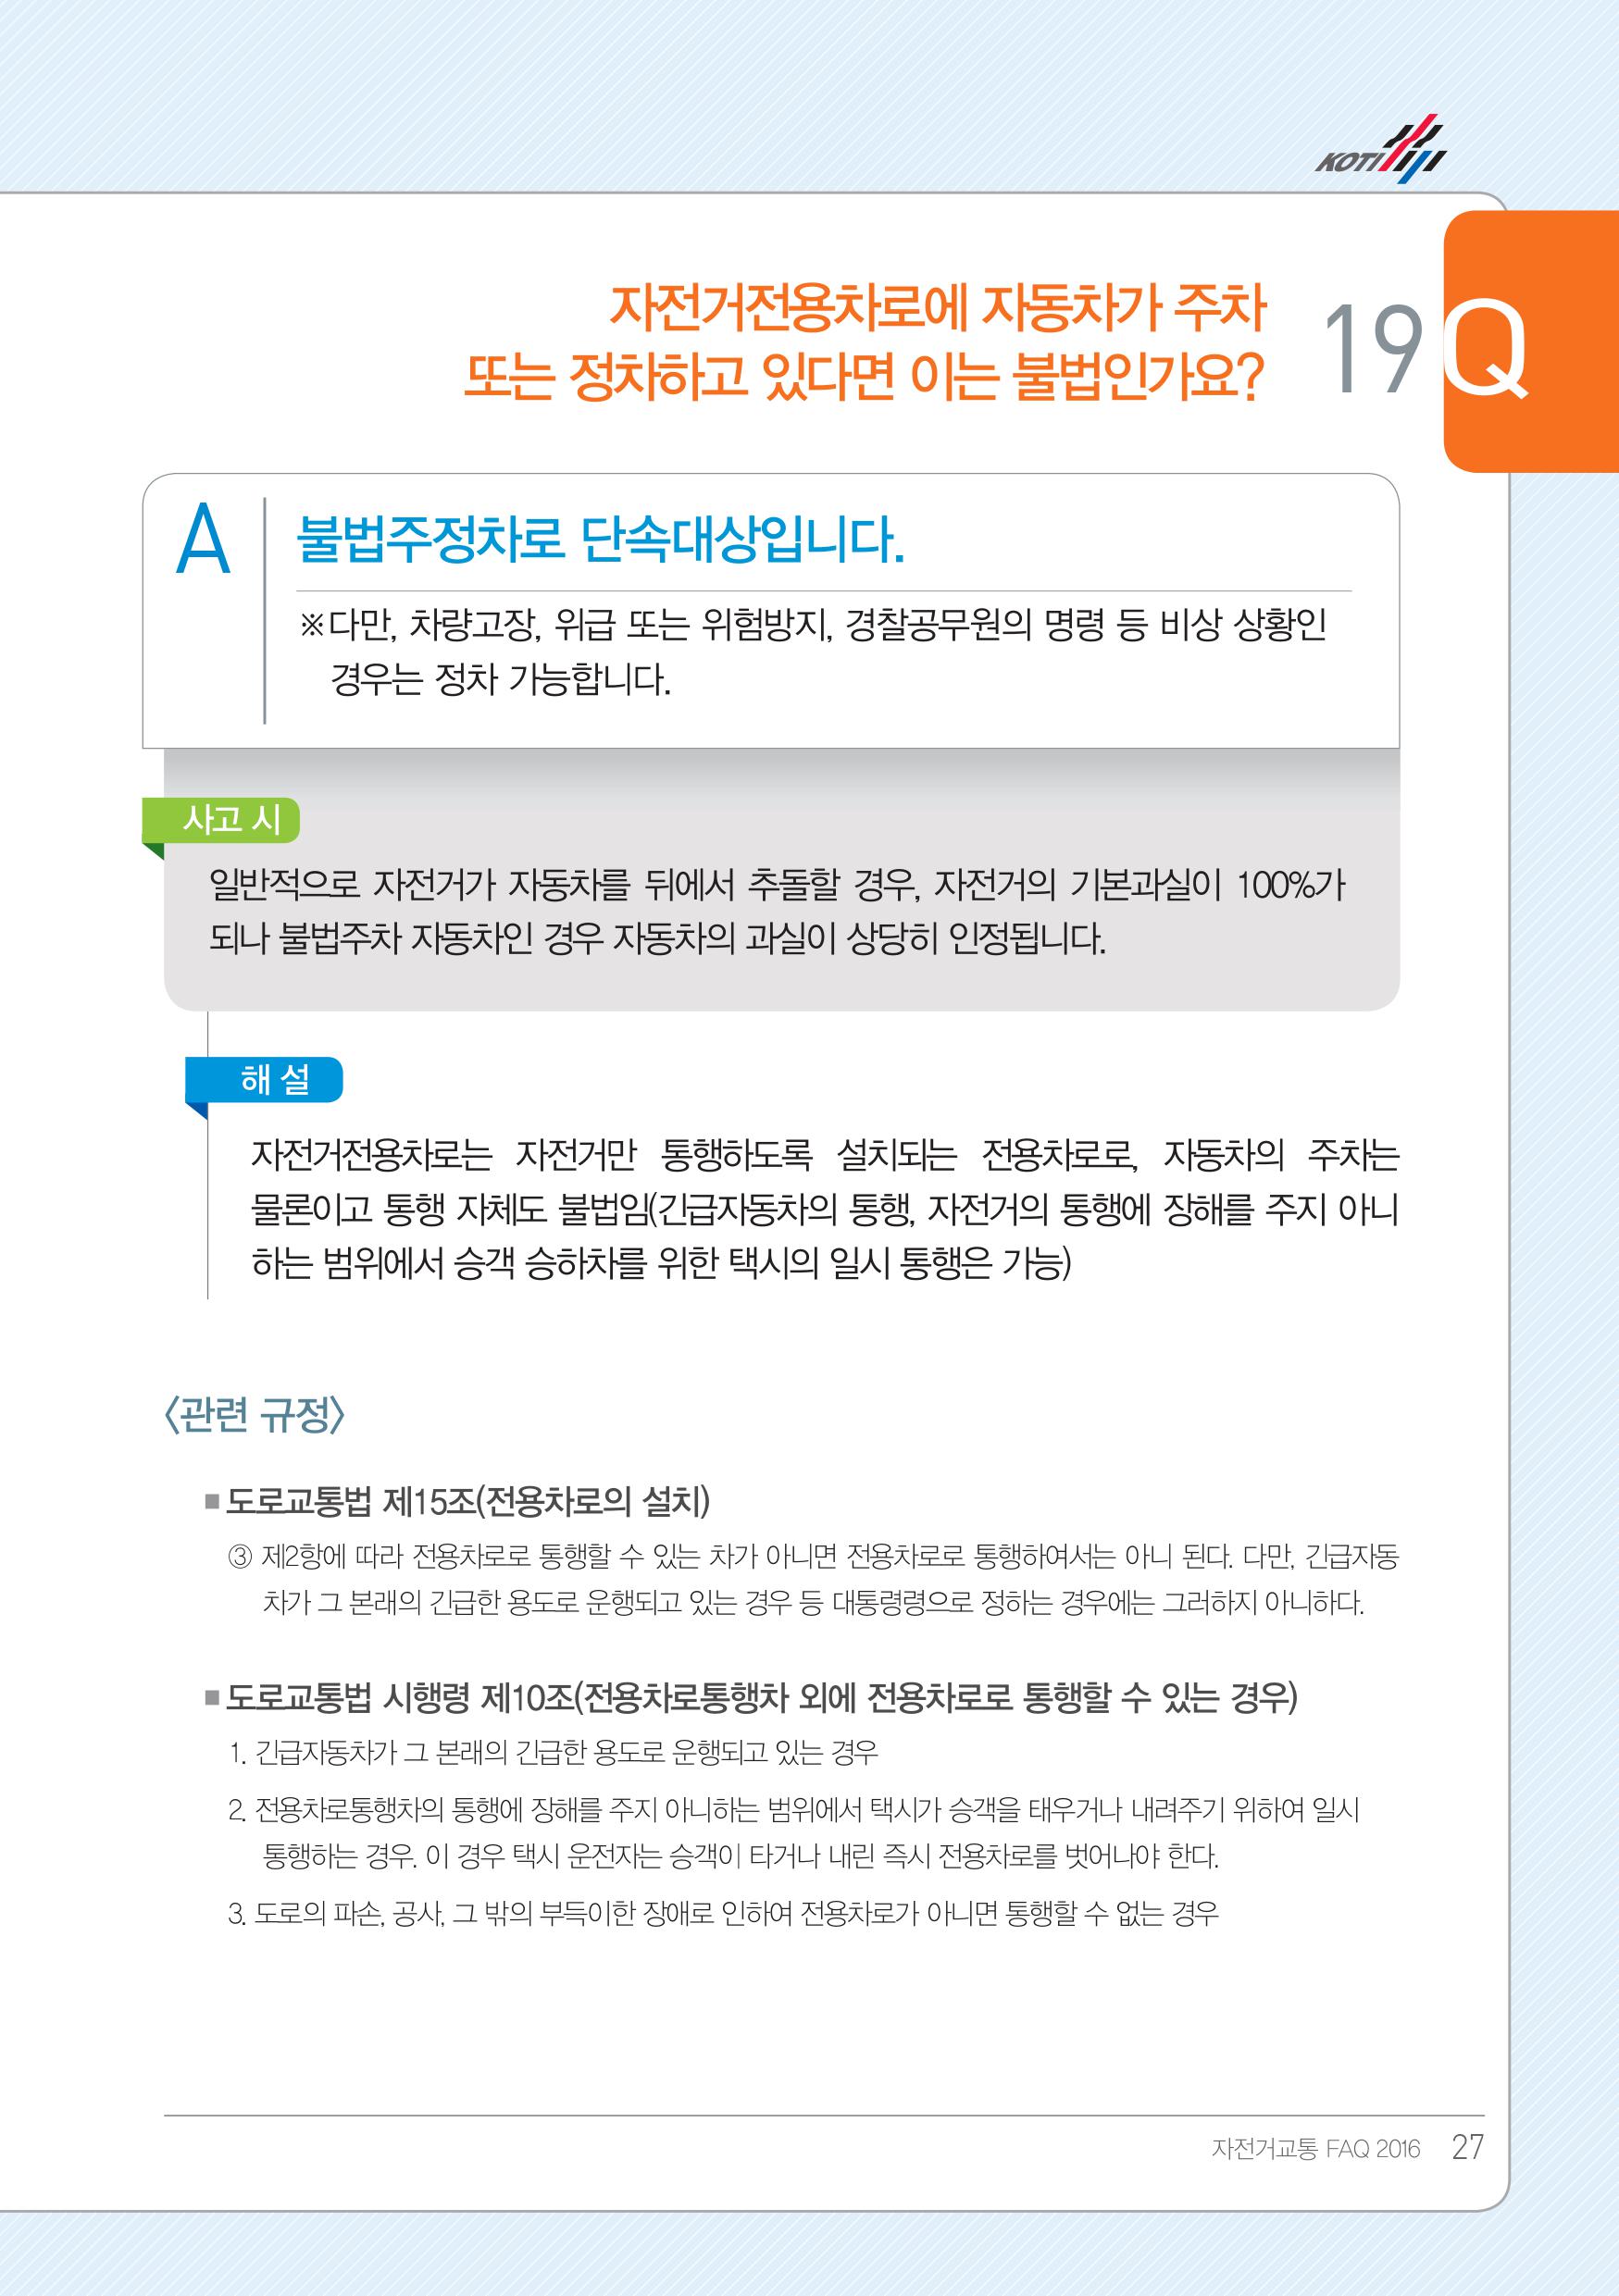 KOTI
자전거전용차로에 자동차가 주차
또는 정차하고 있다면 이는 불법인가요?
19 Q
A
불법주정차로 단속대상입니다.
※다만, 차량고장, 위급 또는 위험방지, 경찰공무원의 명령 등 비상 상황인
경우는 정차 가능합니다.
사고 시
일반적으로 자전거가 자동차를 뒤에서 추돌할 경우, 자전거의 기본과실이 100%가
되나 불법주차 자동차인 경우 자동차의 과실이 상당히 인정됩니다.
해 설
자전거전용차로는 자전거만 통행하도록 설치되는 전용차로로, 자동차의 주차는
물론이고 통행 자체도 불법임(긴급자동차의 통행, 자전거의 통행에 장해를 주지 아니
하는 범위에서 승객 승하차를 위한 택시의 일시 통행은 가능)
〈관련 규정〉
■ 도로교통법 제15조(전용차로의 설치)
③ 제2항에 따라 전용차로로 통행할 수 있는 차가 아니면 전용차로로 통행하여서는 아니 된다. 다만, 긴급자동
차가 그 본래의 긴급한 용도로 운행되고 있는 경우 등 대통령령으로 정하는 경우에는 그러하지 아니하다.
■ 도로교통법 시행령 제10조(전용차로통행차 외에 전용차로로 통행할 수 있는 경우)
1. 긴급자동차가 그 본래의 긴급한 용도로 운행되고 있는 경우
2. 전용차로통행차의 통행에 장해를 주지 아니하는 범위에서 택시가 승객을 태우거나 내려주기 위하여 일시
통행하는 경우. 이 경우 택시 운전자는 승객이 타거나 내린 즉시 전용차로를 벗어나야 한다.
3. 도로의 파손, 공사, 그 밖의 부득이한 장애로 인하여 전용차로가 아니면 통행할 수 없는 경우
자전거교통 FAQ 2016 27